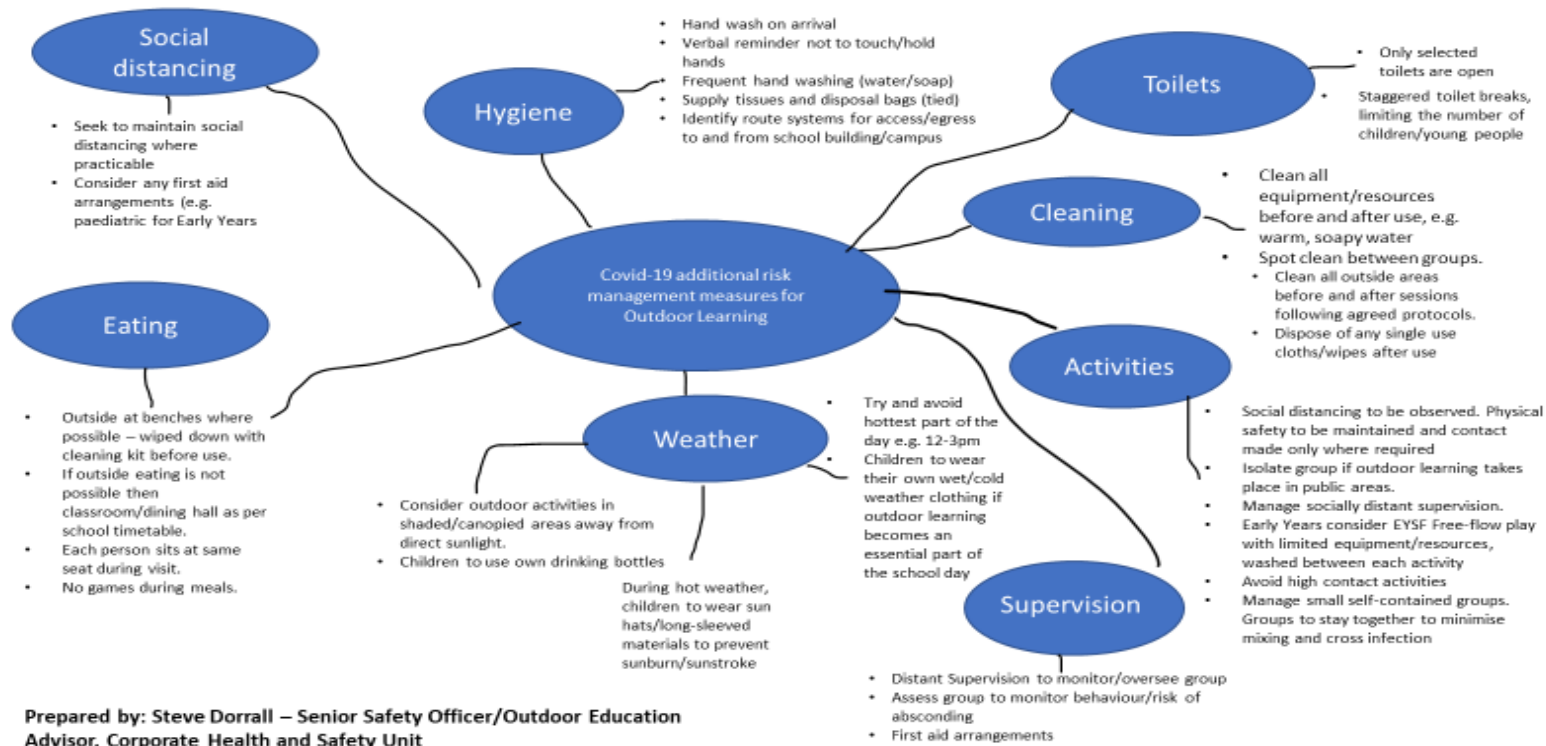 Social
distancing
• Seek to maintain social
distancing where
practicable
• Consider any first aid
arrangements (e.g.
paediatric for Early Years
Hygiene
• Hand wash on arrival
• Verbal reminder not to touch/hold
hands
• Frequent hand washing (water/soap)
• Supply tissues and disposal bags (tied)
• Identify route systems for access/egress
to and from school building/campus
Toilets
• Only selected
toilets are open
• Staggered toilet breaks,
limiting the number of
children/young people
Cleaning
• Clean all
equipment/resources
before and after use, e.g.
warm, soapy water
• Spot clean between groups.
• Clean all outside areas
before and after sessions
following agreed protocols.
• Dispose of any single use
cloths/wipes after use
Covid-19 additional risk
management measures for
Outdoor Learning
Eating
• Outside at benches where
possible – wiped down with
cleaning kit before use.
• If outside eating is not
possible then
classroom/dining hall as per
school timetable.
• Each person sits at same
seat during visit.
• No games during meals.
Weather
• Consider outdoor activities in
shaded/canopied areas away from
direct sunlight.
• Children to use own drinking bottles
During hot weather,
children to wear sun
hats/long-sleeved
materials to prevent
sunburn/sunstroke
• Try and avoid
hottest part of the
day e.g. 12-3pm
• Children to wear
their own wet/cold
weather clothing if
outdoor learning
becomes an
essential part of
the school day
Activities
• Social distancing to be observed. Physical
safety to be maintained and contact
made only where required
• Isolate group if outdoor learning takes
place in public areas.
• Manage socially distant supervision.
• Early Years consider EYSF Free-flow play
with limited equipment/resources,
washed between each activity
• Avoid high contact activities
• Manage small self-contained groups.
Groups to stay together to minimise
mixing and cross infection
Supervision
• Distant Supervision to monitor/oversee group
• Assess group to monitor behaviour/risk of
absconding
• First aid arrangements
Prepared by: Steve Dorrall – Senior Safety Officer/Outdoor Education
Advisor, Corporate Health and Safety Unit